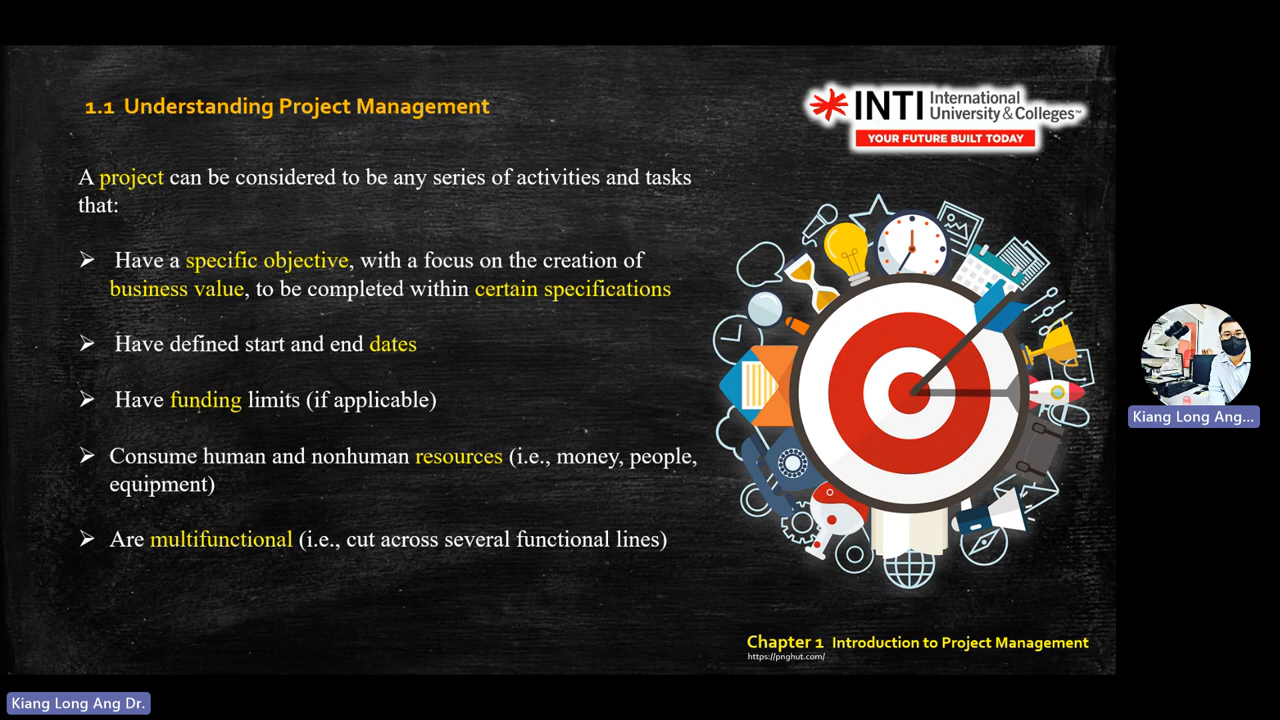 1.1 Understanding Project Management
INTI International
University & Colleges™
YOUR FUTURE BUILT TODAY
A project can be considered to be any series of activities and tasks
that:
➢ Have a specific objective, with a focus on the creation of
business value, to be completed within certain specifications
➢ Have defined start and end dates
➢ Have funding limits (if applicable)
➢ Consume human and nonhuman resources (i.e., money, people,
equipment)
➢ Are multifunctional (i.e., cut across several functional lines)
Kiang Long Ang...
Chapter 1 Introduction to Project Management
https://pnghut.com/
Kiang Long Ang Dr.